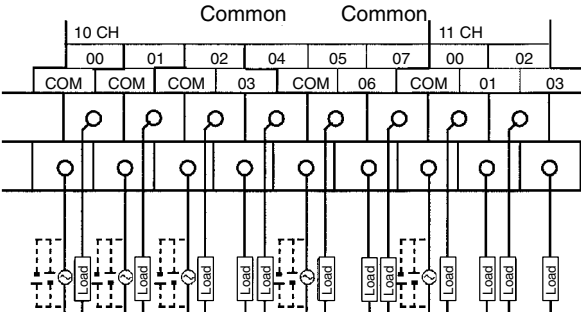 Common Common
10 CH 11 CH
00 01 02 04 05 07 00 02
COM COM COM 03 COM 06 COM 01 03
Load Load Load Load Load Load Load Load Load Load Load Load